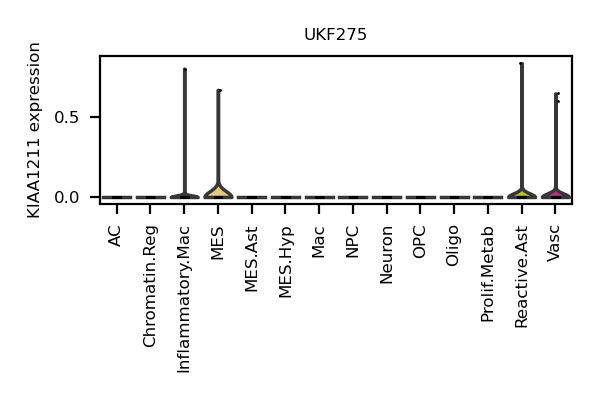 UKF275
KIAA1211 expression
0.5
0.0
AC
Chromatin.Reg
Inflammatory.Mac
MES
MES.Ast
MES.Hyp
Mac
NPC
Neuron
OPC
Oligo
Prolif.Metab
Reactive.Ast
Vasc